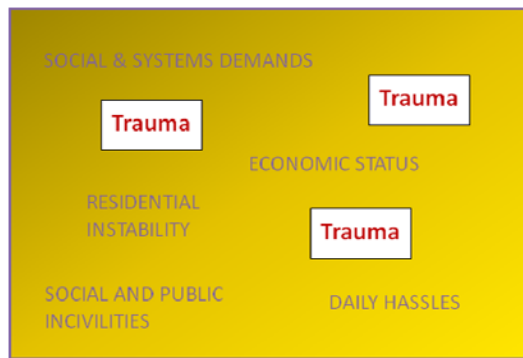 SOCIAL & SYSTEMS DEMANDS
Trauma
Trauma
ECONOMIC STATUS
RESIDENTIAL
INSTABILITY
Trauma
SOCIAL AND PUBLIC
INCIVILITIES
DAILY HASSLES